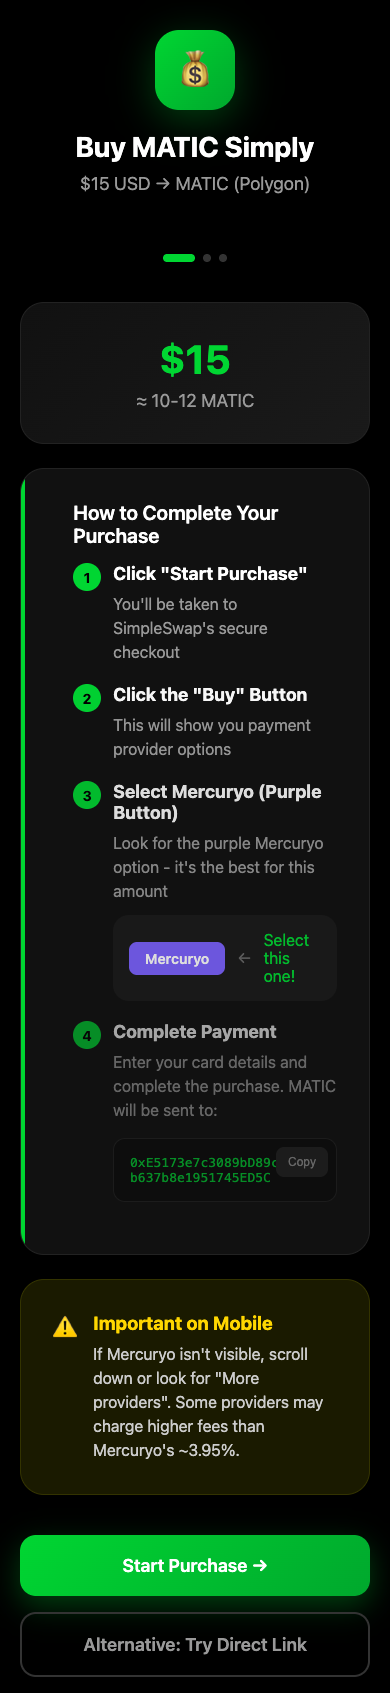 Buy MATIC Simply
$15 USD → MATIC (Polygon)
$15
≈ 10-12 MATIC
How to Complete Your
Purchase
1 Click "Start Purchase"
You'll be taken to
SimpleSwap's secure
checkout
2 Click the "Buy" Button
This will show you payment
provider options
3 Select Mercuryo (Purple
Button)
Look for the purple Mercuryo
option - it's the best for this
amount
Mercuryo ← Select
this
one!
4 Complete Payment
Enter your card details and
complete the purchase. MATIC
will be sent to:
0xE5173e7c3089bD89c
Copy
b637b8e1951745ED5C
Important on Mobile
If Mercuryo isn't visible, scroll
down or look for "More
providers". Some providers may
charge higher fees than
Mercuryo's ~3.95%.
Start Purchase →
Alternative: Try Direct Link